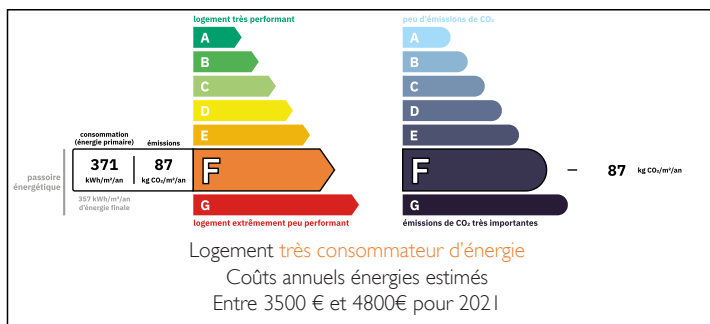 logement très performant
A
B
C
D
E
consommation
(énergie primaire)
émissions
371
kWh/m²/an
87
kg CO₂/m²/an
F
passoire
énergétique
357 kWh/m²/an
d'énergie finale
G
logement extrêmement peu performant
peu d'émissions de CO₂
A
B
C
D
E
F
87 kg CO₂/m²/an
G
émissions de CO₂ très importantes
Logement très consommateur d'énergie
Coûts annuels énergies estimés
Entre 3500 € et 4800€ pour 2021